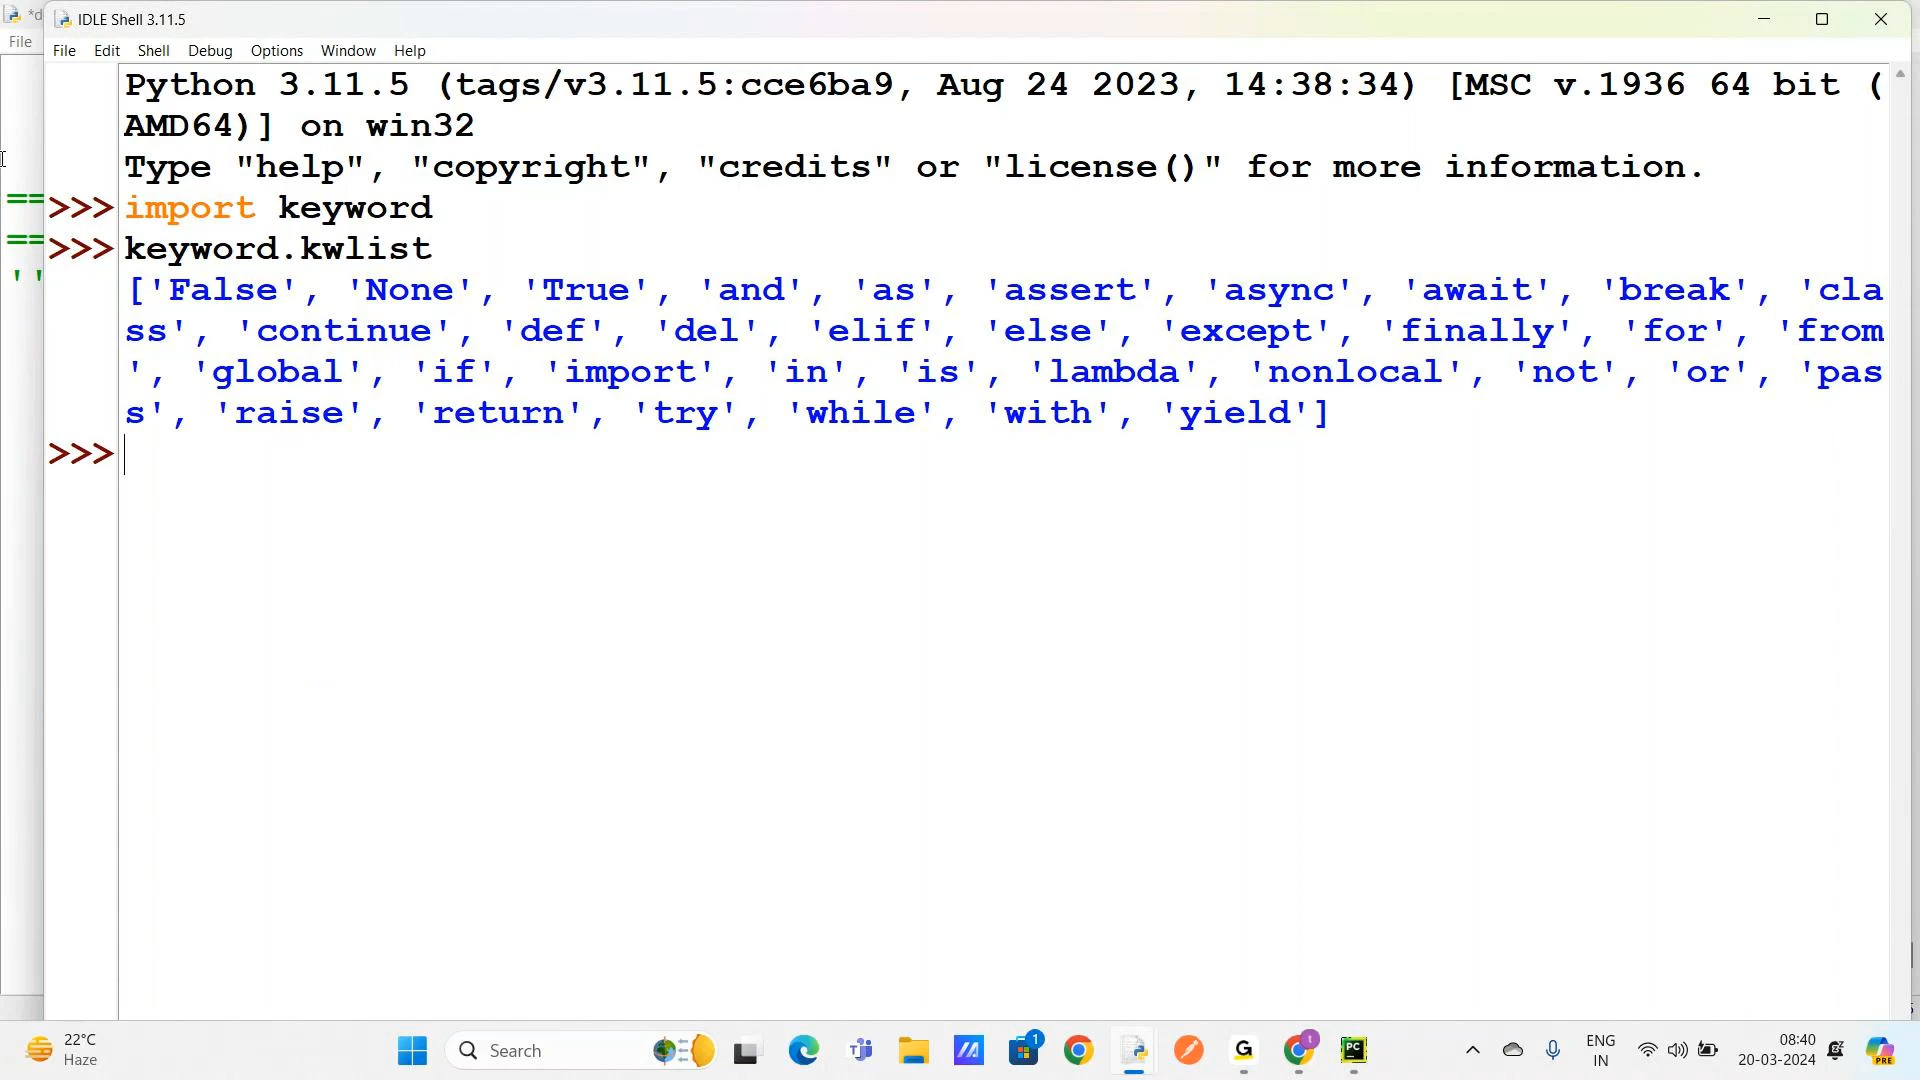 *d
IDLE Shell 3.11.5
File
File Edit Shell Debug Options Window Help
Python 3.11.5 (tags/v3.11.5:cce6ba9, Aug 24 2023, 14:38:34) [MSC v.1936 64 bit (
AMD64)] on win32
Type "help", "copyright", "credits" or "license()" for more information.
==
>>> import keyword
==
>>> keyword.kwlist
''
['False', 'None', 'True', 'and', 'as', 'assert', 'async', 'await', 'break', 'cla
ss', 'continue', 'def', 'del', 'elif', 'else', 'except', 'finally', 'for', 'from
', 'global', 'if', 'import', 'in', 'is', 'lambda', 'nonlocal', 'not', 'or', 'pas
s', 'raise', 'return', 'try', 'while', 'with', 'yield']
>>>
22°C
Haze
Search
1
G
t
PC
ENG
IN
08:40
20-03-2024
PRE